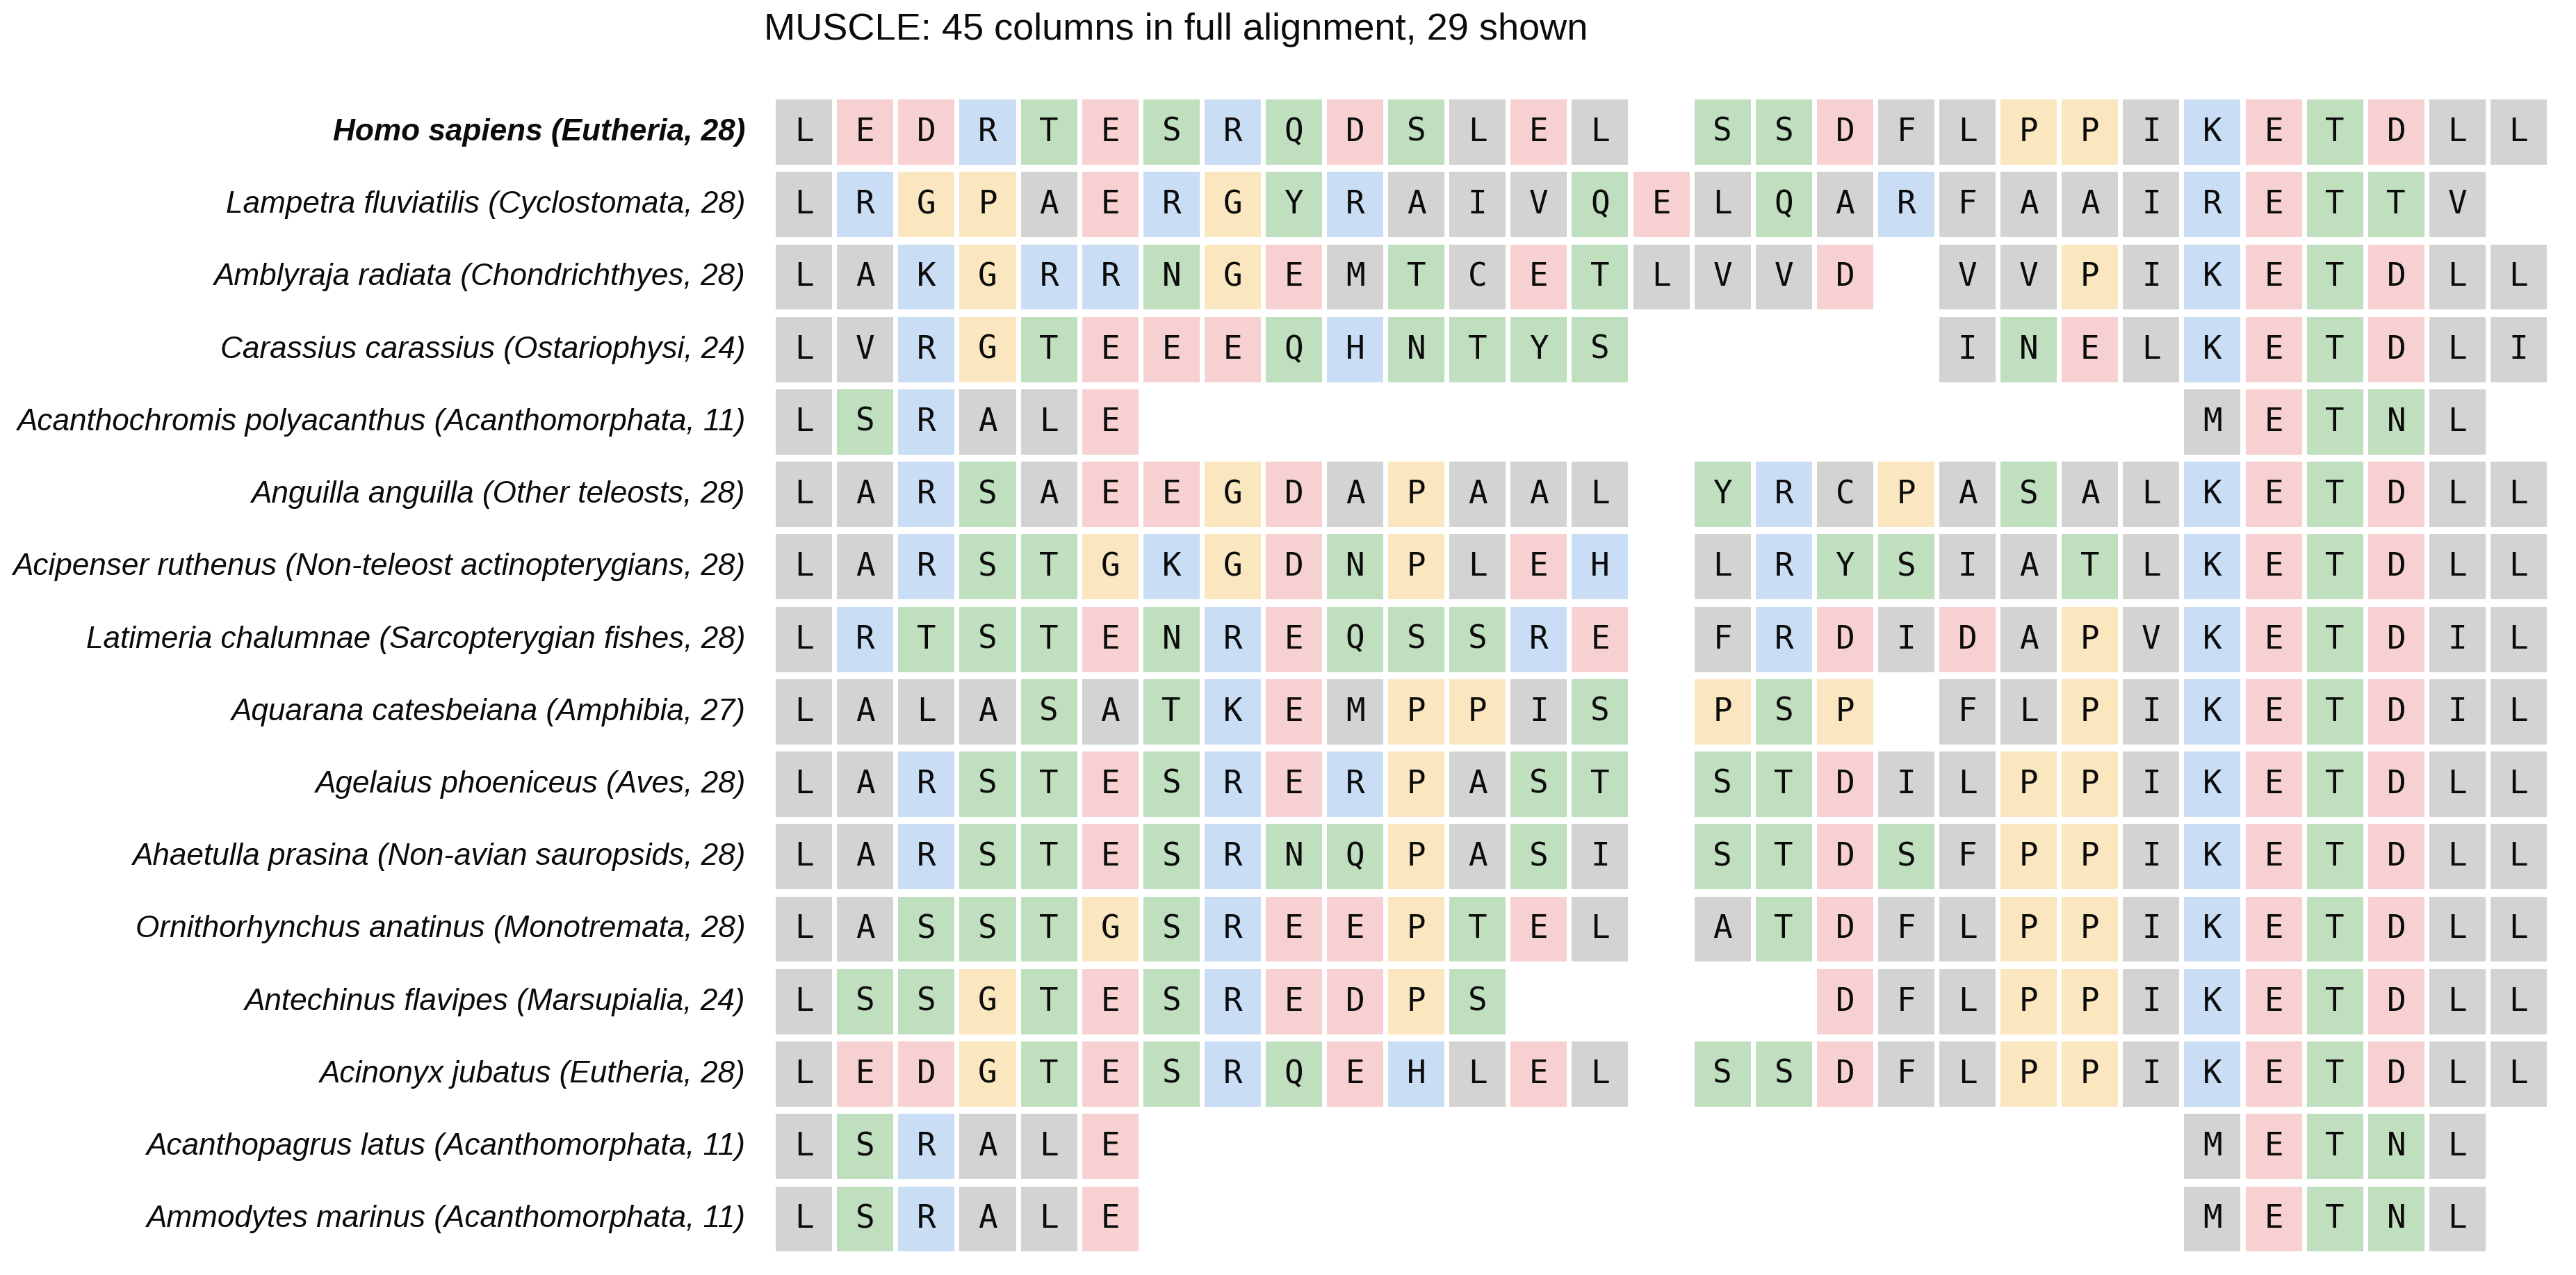 MUSCLE: 45 columns in full alignment, 29 shown
Homo sapiens (Eutheria, 28) L E D R T E S R Q D S L E L S S D F L P P I K E T D L L
Lampetra fluviatilis (Cyclostomata, 28) L R G P A E R G Y R A I V Q E L Q A R F A A I R E T T V
Amblyraja radiata (Chondrichthyes, 28) L A K G R R N G E M T C E T L V V D V V P I K E T D L L
Carassius carassius (Ostariophysi, 24) L V R G T E E E Q H N T Y S I N E L K E T D L I
Acanthochromis polyacanthus (Acanthomorphata, 11) L S R A L E M E T N L
Anguilla anguilla (Other teleosts, 28) L A R S A E E G D A P A A L Y R C P A S A L K E T D L L
Acipenser ruthenus (Non-teleost actinopterygians, 28) L A R S T G K G D N P L E H L R Y S I A T L K E T D L L
Latimeria chalumnae (Sarcopterygian fishes, 28) L R T S T E N R E Q S S R E F R D I D A P V K E T D I L
Aquarana catesbeiana (Amphibia, 27) L A L A S A T K E M P P I S P S P F L P I K E T D I L
Agelaius phoeniceus (Aves, 28) L A R S T E S R E R P A S T S T D I L P P I K E T D L L
Ahaetulla prasina (Non-avian sauropsids, 28) L A R S T E S R N Q P A S I S T D S F P P I K E T D L L
Ornithorhynchus anatinus (Monotremata, 28) L A S S T G S R E E P T E L A T D F L P P I K E T D L L
Antechinus flavipes (Marsupialia, 24) L S S G T E S R E D P S D F L P P I K E T D L L
Acinonyx jubatus (Eutheria, 28) L E D G T E S R Q E H L E L S S D F L P P I K E T D L L
Acanthopagrus latus (Acanthomorphata, 11) L S R A L E M E T N L
Ammodytes marinus (Acanthomorphata, 11) L S R A L E M E T N L